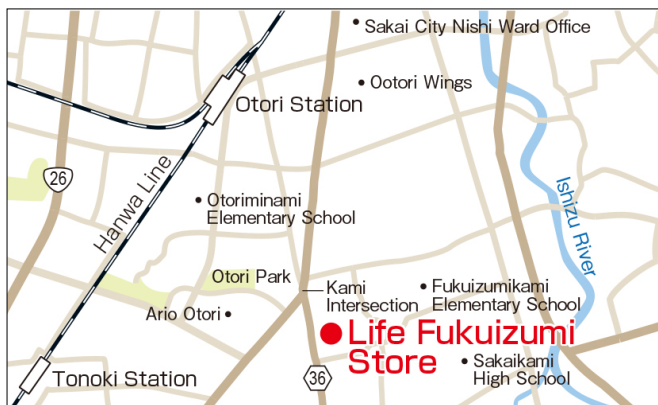 Sakai City Nishi Ward Office
Ootori Wings
Otori Station
26
Hanwa Line
Otoriminami
Elementary School
Ishizu River
Otori Park
Kami
Intersection
Fukuizumikami
Elementary School
Ario Otori
Life Fukuizumi
Store
Sakaikami
High School
Tonoki Station
36